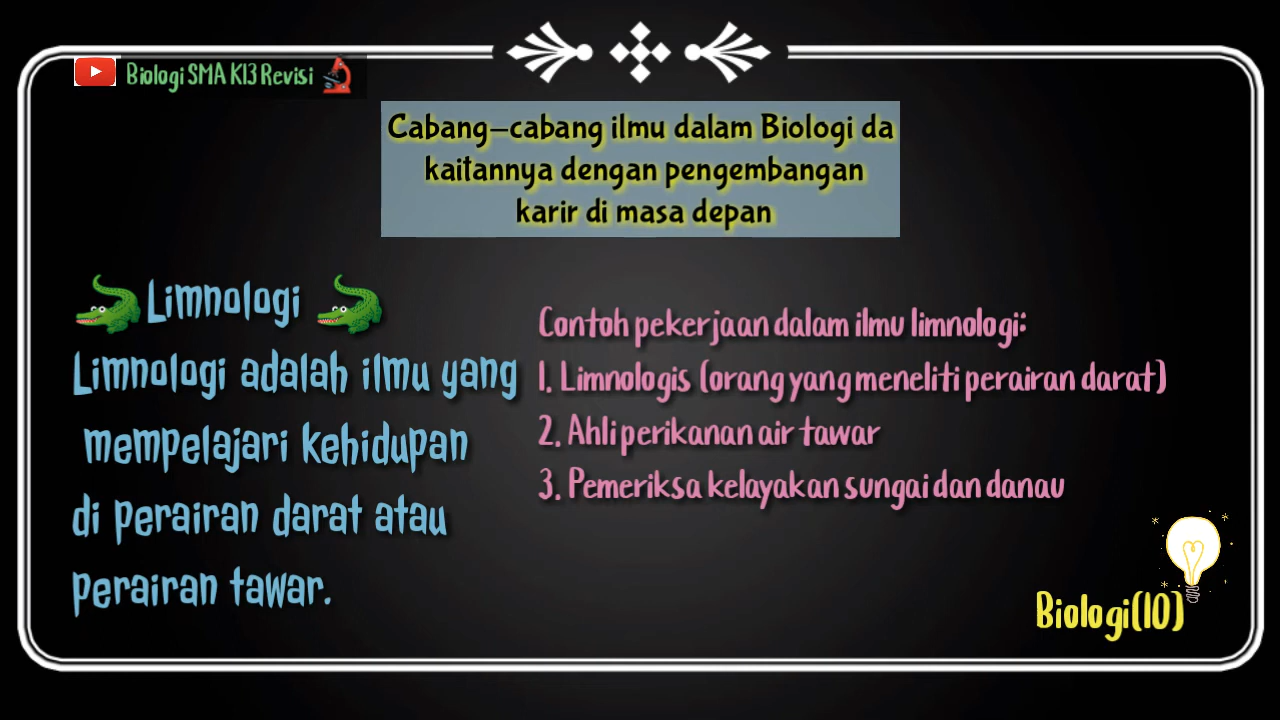 Biologi SMA K13 Revisi
Cabang-cabang ilmu dalam Biologi da
kaitannya dengan pengembangan
karir di masa depan
Limnologi
Limnologi adalah ilmu yang
mempelajari kehidupan
di perairan darat atau
perairan tawar.
Contoh pekerjaan dalam ilmu limnologi:
1. Limnologis (orang yang meneliti perairan darat)
2. Ahli perikanan air tawar
3. Pemeriksa kelayakan sungai dan danau
Biologi(10)